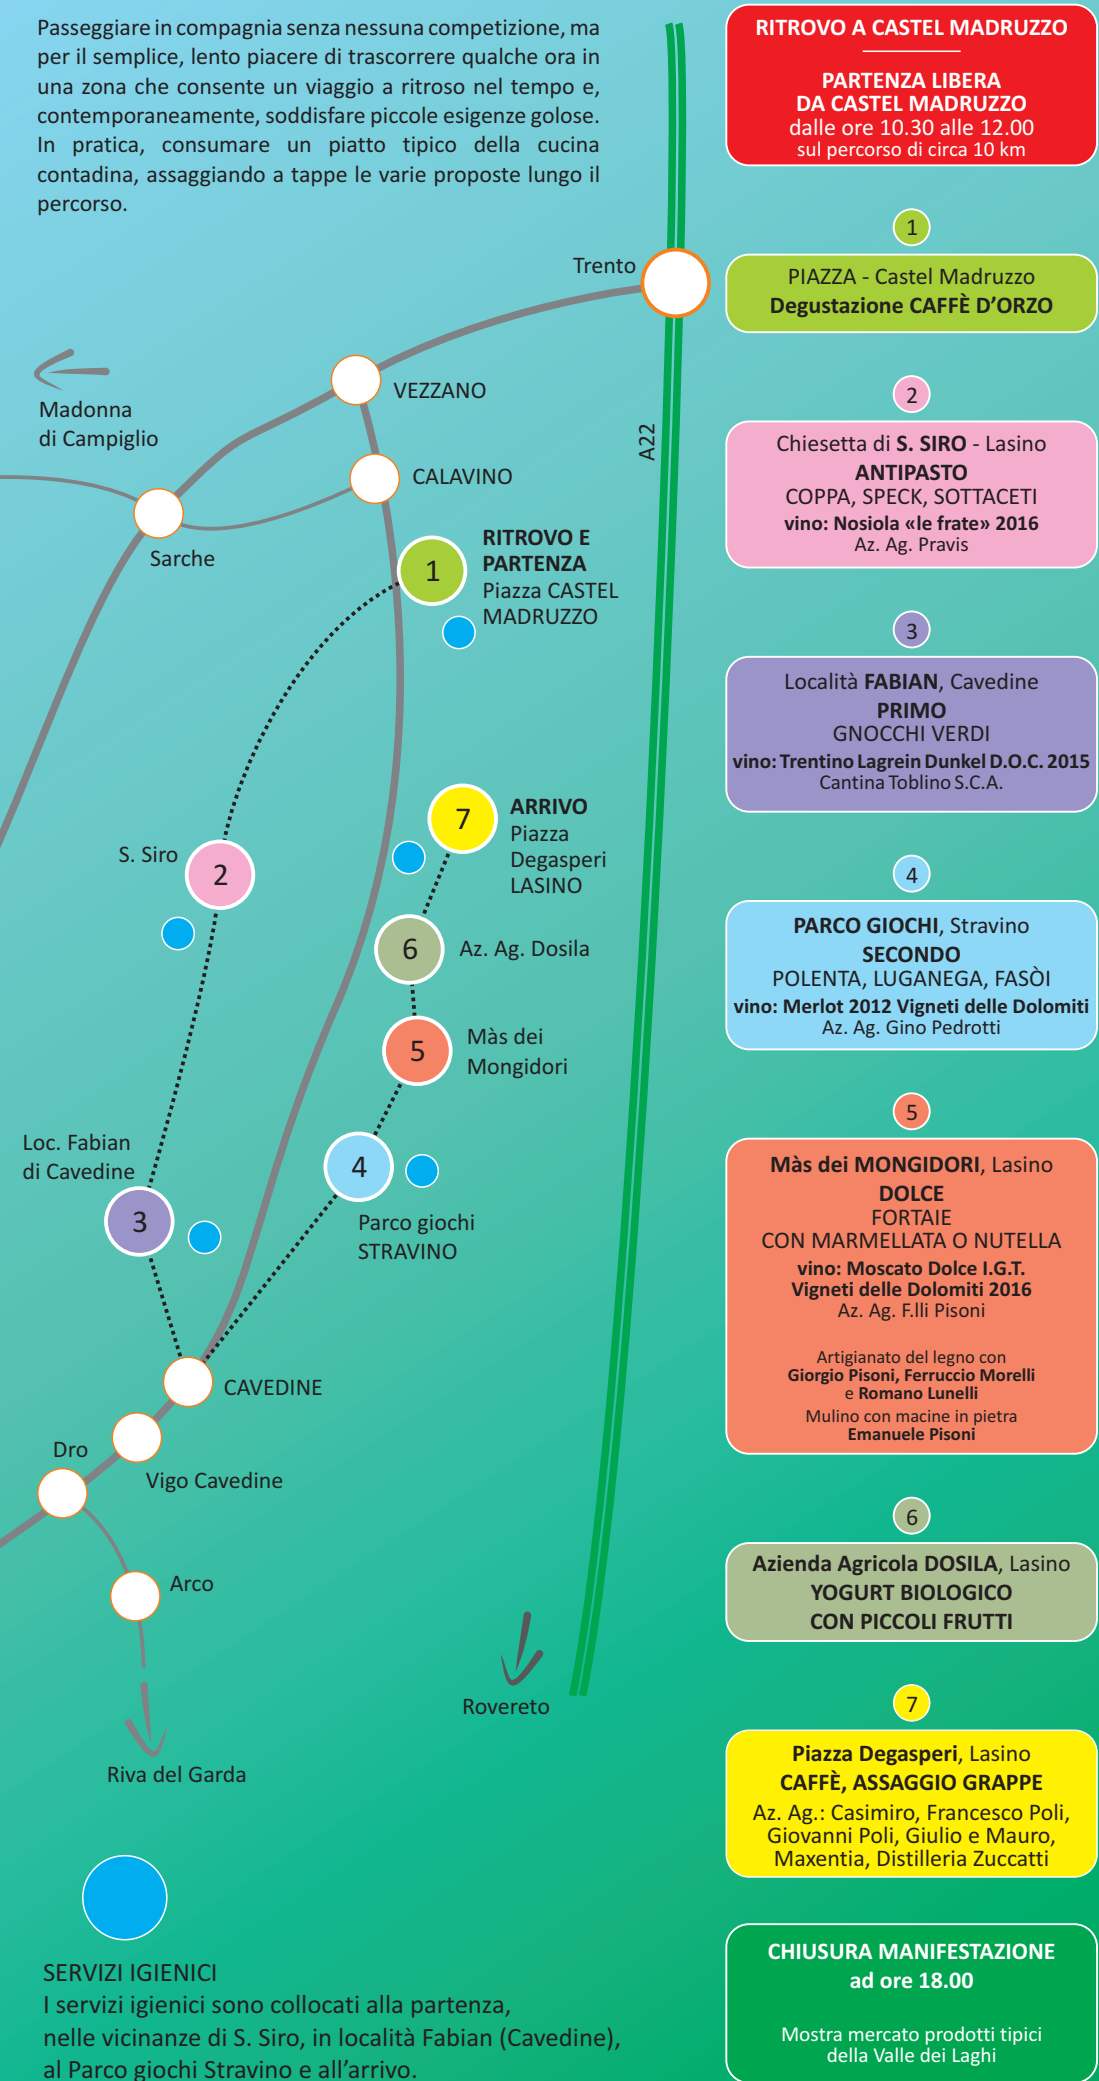 Passeggiare in compagnia senza nessuna competizione, ma
per il semplice, lento piacere di trascorrere qualche ora in
una zona che consente un viaggio a ritroso nel tempo e,
contemporaneamente, soddisfare piccole esigenze golose.
In pratica, consumare un piatto tipico della cucina
contadina, assaggiando a tappe le varie proposte lungo il
percorso.
Trento
Madonna
di Campiglio
VEZZANO
A22
CALAVINO
Sarche
1
RITROVO E
PARTENZA
Piazza CASTEL
MADRUZZO
7
ARRIVO
Piazza
Degasperi
LASINO
S. Siro
2
6
Az. Ag. Dosila
5
Màs dei
Mongidori
Loc. Fabian
di Cavedine
4
3
Parco giochi
STRAVINO
CAVEDINE
Dro
Vigo Cavedine
Arco
Rovereto
Riva del Garda
SERVIZI IGIENICI
I servizi igienici sono collocati alla partenza,
nelle vicinanze di S. Siro, in località Fabian (Cavedine),
al Parco giochi Stravino e all'arrivo.
RITROVO A CASTEL MADRUZZO
PARTENZA LIBERA
DA CASTEL MADRUZZO
dalle ore 10.30 alle 12.00
sul percorso di circa 10 km
1
PIAZZA - Castel Madruzzo
Degustazione CAFFÈ D'ORZO
2
Chiesetta di S. SIRO - Lasino
ANTIPASTO
COPPA, SPECK, SOTTACETI
vino: Nosiola «le frate» 2016
Az. Ag. Pravis
3
Località FABIAN, Cavedine
PRIMO
GNOCCHI VERDI
vino: Trentino Lagrein Dunkel D.O.C. 2015
Cantina Toblino S.C.A.
4
PARCO GIOCHI, Stravino
SECONDO
POLENTA, LUGANEGA, FASÒI
vino: Merlot 2012 Vigneti delle Dolomiti
Az. Ag. Gino Pedrotti
5
Màs dei MONGIDORI, Lasino
DOLCE
FORTAIE
CON MARMELLATA O NUTELLA
vino: Moscato Dolce I.G.T.
Vigneti delle Dolomiti 2016
Az. Ag. F.lli Pisoni
Artigianato del legno con
Giorgio Pisoni, Ferruccio Morelli
e Romano Lunelli
Mulino con macine in pietra
Emanuele Pisoni
6
Azienda Agricola DOSILA, Lasino
YOGURT BIOLOGICO
CON PICCOLI FRUTTI
7
Piazza Degasperi, Lasino
CAFFÈ, ASSAGGIO GRAPPE
Az. Ag.: Casimiro, Francesco Poli,
Giovanni Poli, Giulio e Mauro,
Maxentia, Distilleria Zuccatti
CHIUSURA MANIFESTAZIONE
ad ore 18.00
Mostra mercato prodotti tipici
della Valle dei Laghi